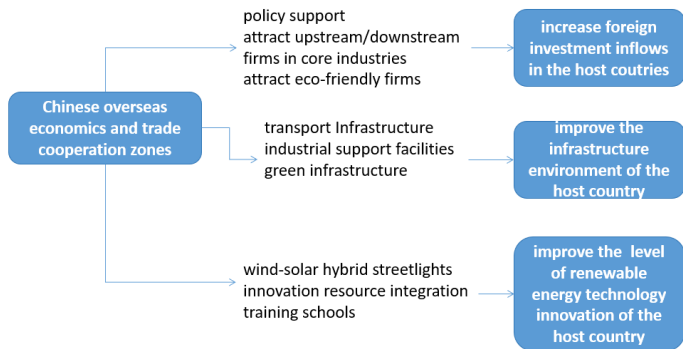 policy support
attract upstream/downstream
firms in core industries
attract eco-friendly firms
increase foreign
investment inflows
in the host coutries
Chinese overseas
economics and trade
cooperation zones
transport Infrastructure
industrial support facilities
green infrastructure
improve the
infrastructure
environment of the
host country
wind-solar hybrid streetlights
innovation resource integration
training schools
improve the level
of renewable
energy technology
innovation of the
host country